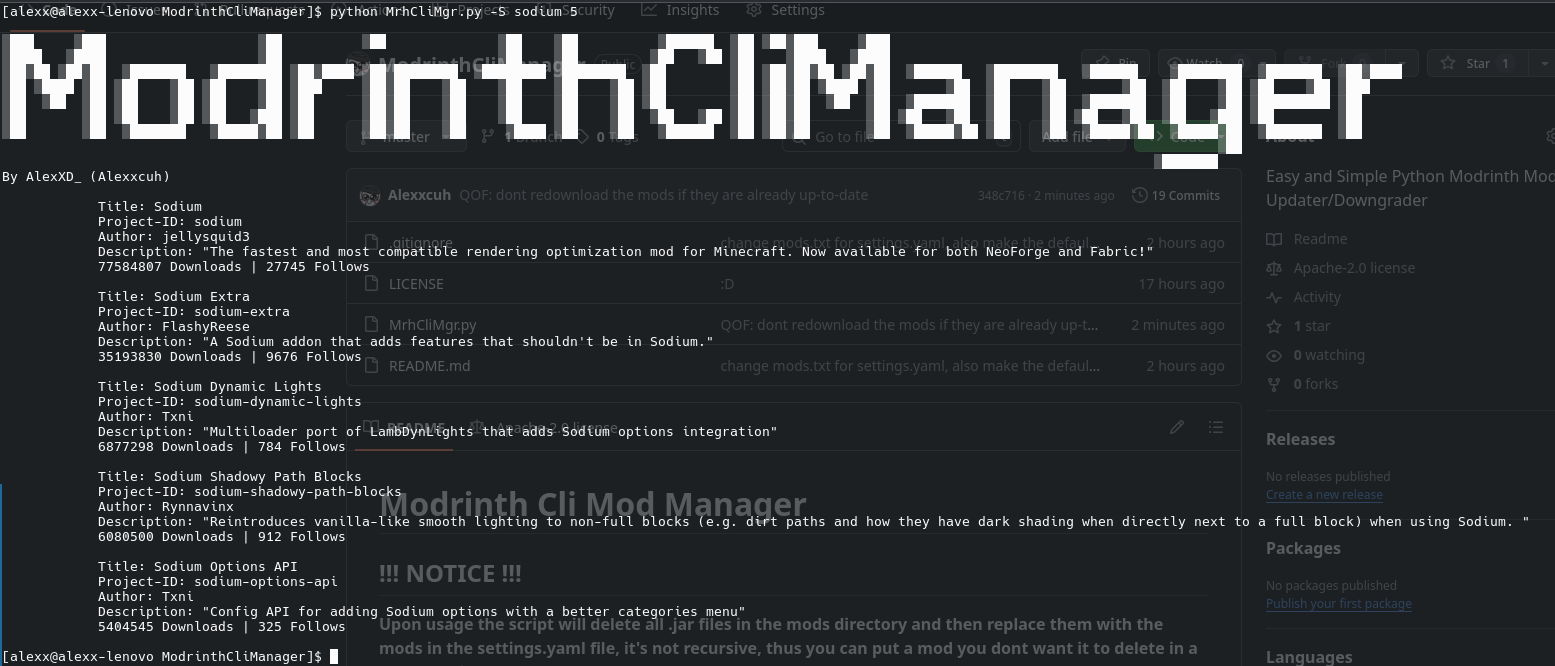 [alexx@alexx-lenovo ModrinthCliManager]$ python MrhCliMgr.py -S sodium 5
Security
Insights
Settings
ModrinthCliManager
ModrinthCliManager
Public
Pin
Watch 0
Fork
Star 1
master
1 Branch
0 Tags
Go to file
Add file
Code
About
By AlexXD_ (Alexxcuh)
Easy and Simple Python Modrinth Mod
Updater/Downgrader
Alexxcuh QOF: dont redownload the mods if they are already up-to-date
348c716 · 2 minutes ago
19 Commits
Title: Sodium
Project-ID: sodium
Author: jellysquid3
Description: "The fastest and most compatible rendering optimization mod for Minecraft. Now available for both NeoForge and Fabric!"
77584807 Downloads | 27745 Follows
.gitignore
change mods.txt for settings.yaml, also make the defaul...
2 hours ago
Readme
Apache-2.0 license
Title: Sodium Extra
Project-ID: sodium-extra
Author: FlashyReese
Description: "A Sodium addon that adds features that shouldn't be in Sodium."
35193830 Downloads | 9676 Follows
LICENSE
:D
17 hours ago
Activity
MrhCliMgr.py
QOF: dont redownload the mods if they are already up-t...
2 minutes ago
1 star
0 watching
README.md
change mods.txt for settings.yaml, also make the defaul...
2 hours ago
0 forks
Title: Sodium Dynamic Lights
Project-ID: sodium-dynamic-lights
Author: Txni
Description: "Multiloader port of LambDynLights that adds Sodium options integration"
6877298 Downloads | 784 Follows
README
Apache-2.0 license
Releases
No releases published
Create a new release
Title: Sodium Shadowy Path Blocks
Project-ID: sodium-shadowy-path-blocks
Author: Rynnavinx
Description: "Reintroduces vanilla-like smooth lighting to non-full blocks (e.g. dirt paths and how they have dark shading when directly next to a full block) when using Sodium. "
6080500 Downloads | 912 Follows
Modrinth Cli Mod Manager
Packages
No packages published
Publish your first package
Title: Sodium Options API
Project-ID: sodium-options-api
Author: Txni
Description: "Config API for adding Sodium options with a better categories menu"
5404545 Downloads | 325 Follows
!!! NOTICE !!!
Upon usage the script will delete all .jar files in the mods directory and then replace them with the
mods in the settings.yaml file, it's not recursive, thus you can put a mod you dont want it to delete in a
Languages
[alexx@alexx-lenovo ModrinthCliManager]$